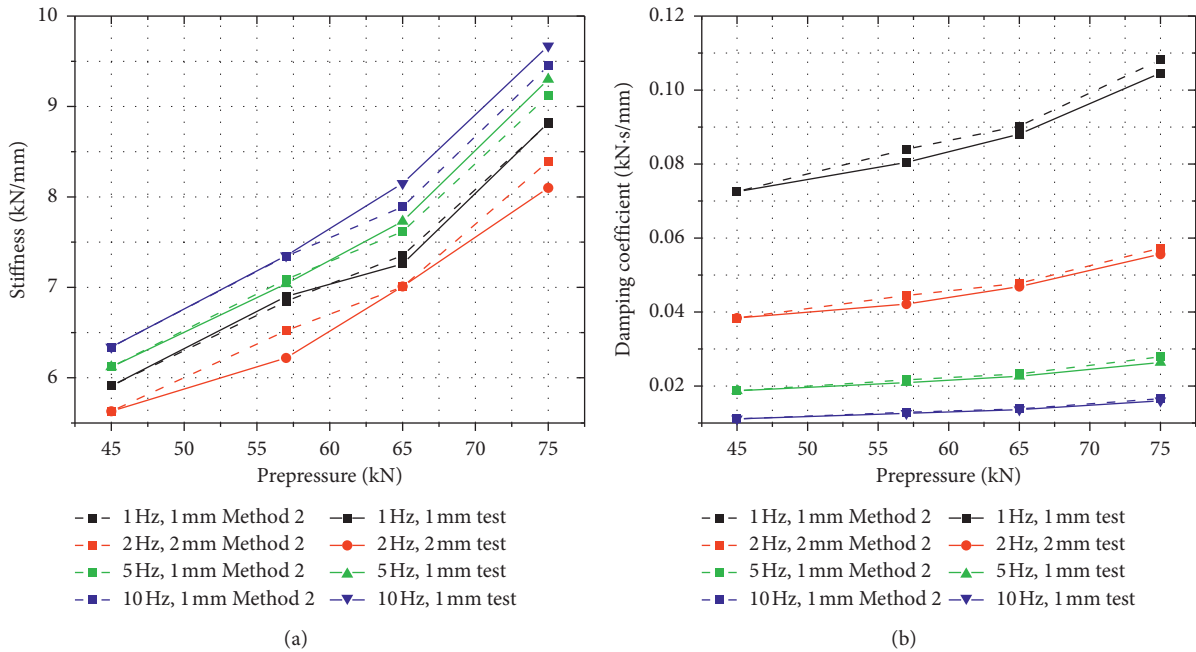 10
9
8
7
6
Stiffness (kN/mm)
45 50 55 60 65 70 75
Prepressure (kN)
1 Hz, 1 mm Method 2 1 Hz, 1 mm test
2 Hz, 2 mm Method 2 2 Hz, 2 mm test
5 Hz, 1 mm Method 2 5 Hz, 1 mm test
10 Hz, 1 mm Method 2 10 Hz, 1 mm test
(a)
0.12
0.10
0.08
0.06
0.04
0.02
Damping coefficient (kN·s/mm)
45 50 55 60 65 70 75
Prepressure (kN)
1 Hz, 1 mm Method 2 1 Hz, 1 mm test
2 Hz, 2 mm Method 2 2 Hz, 2 mm test
5 Hz, 1 mm Method 2 5 Hz, 1 mm test
10 Hz, 1 mm Method 2 10 Hz, 1 mm test
(b)